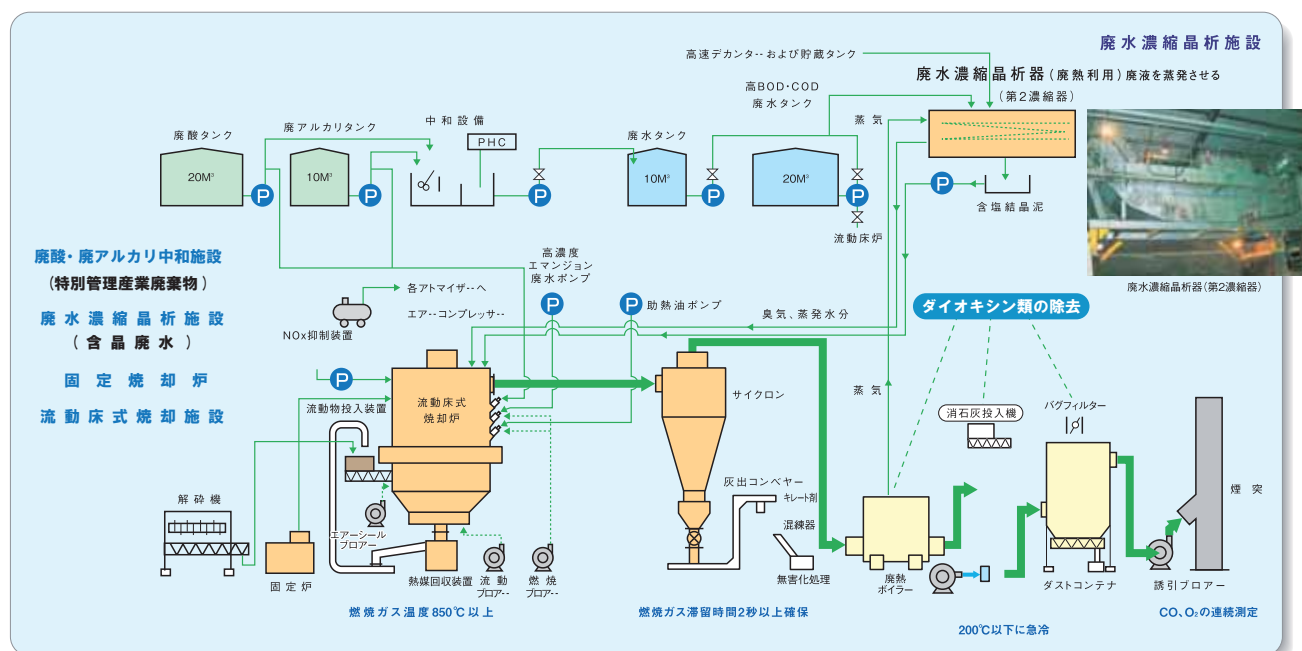 廃水濃縮晶析施設
高速デカンターおよび貯蔵タンク
廃水濃縮晶析器(廃熱利用)廃液を蒸発させる
(第2濃縮器)
高BOD・COD
廃水タンク
蒸気
廃酸タンク
廃アルカリタンク
中和設備
PHC
廃水タンク
20M³
P
10M³
P
P
10M³
P
20M³
P
P
含塩結晶泥
流動床炉
廃水濃縮晶析器(第2濃縮器)
廃酸・廃アルカリ中和施設
(特別管理産業廃棄物)
廃水濃縮晶析施設
(含晶廃水)
固定焼却炉
流動床式焼却施設
高濃度
エマンジョン
廃水ポンプ
各アトマイザーへ
エアーコンプレッサー
NOx抑制装置
P
P
助熱油ポンプ
臭気、蒸発水分
ダイオキシン類の除去
P
流動物投入装置
流動床式
焼却炉
サイクロン
蒸気
消石灰投入機
バグフィルター
煙突
解砕機
固定炉
エアーシール
ブロアー
熱媒回収装置
流動
ブロアー
燃焼
ブロアー
灰出コンベヤー
キレート剤
混練器
無害化処理
廃熱
ボイラー
ダストコンテナ
誘引ブロアー
燃焼ガス温度850℃以上
燃焼ガス滞留時間2秒以上確保
200℃以下に急冷
CO、O₂の連続測定